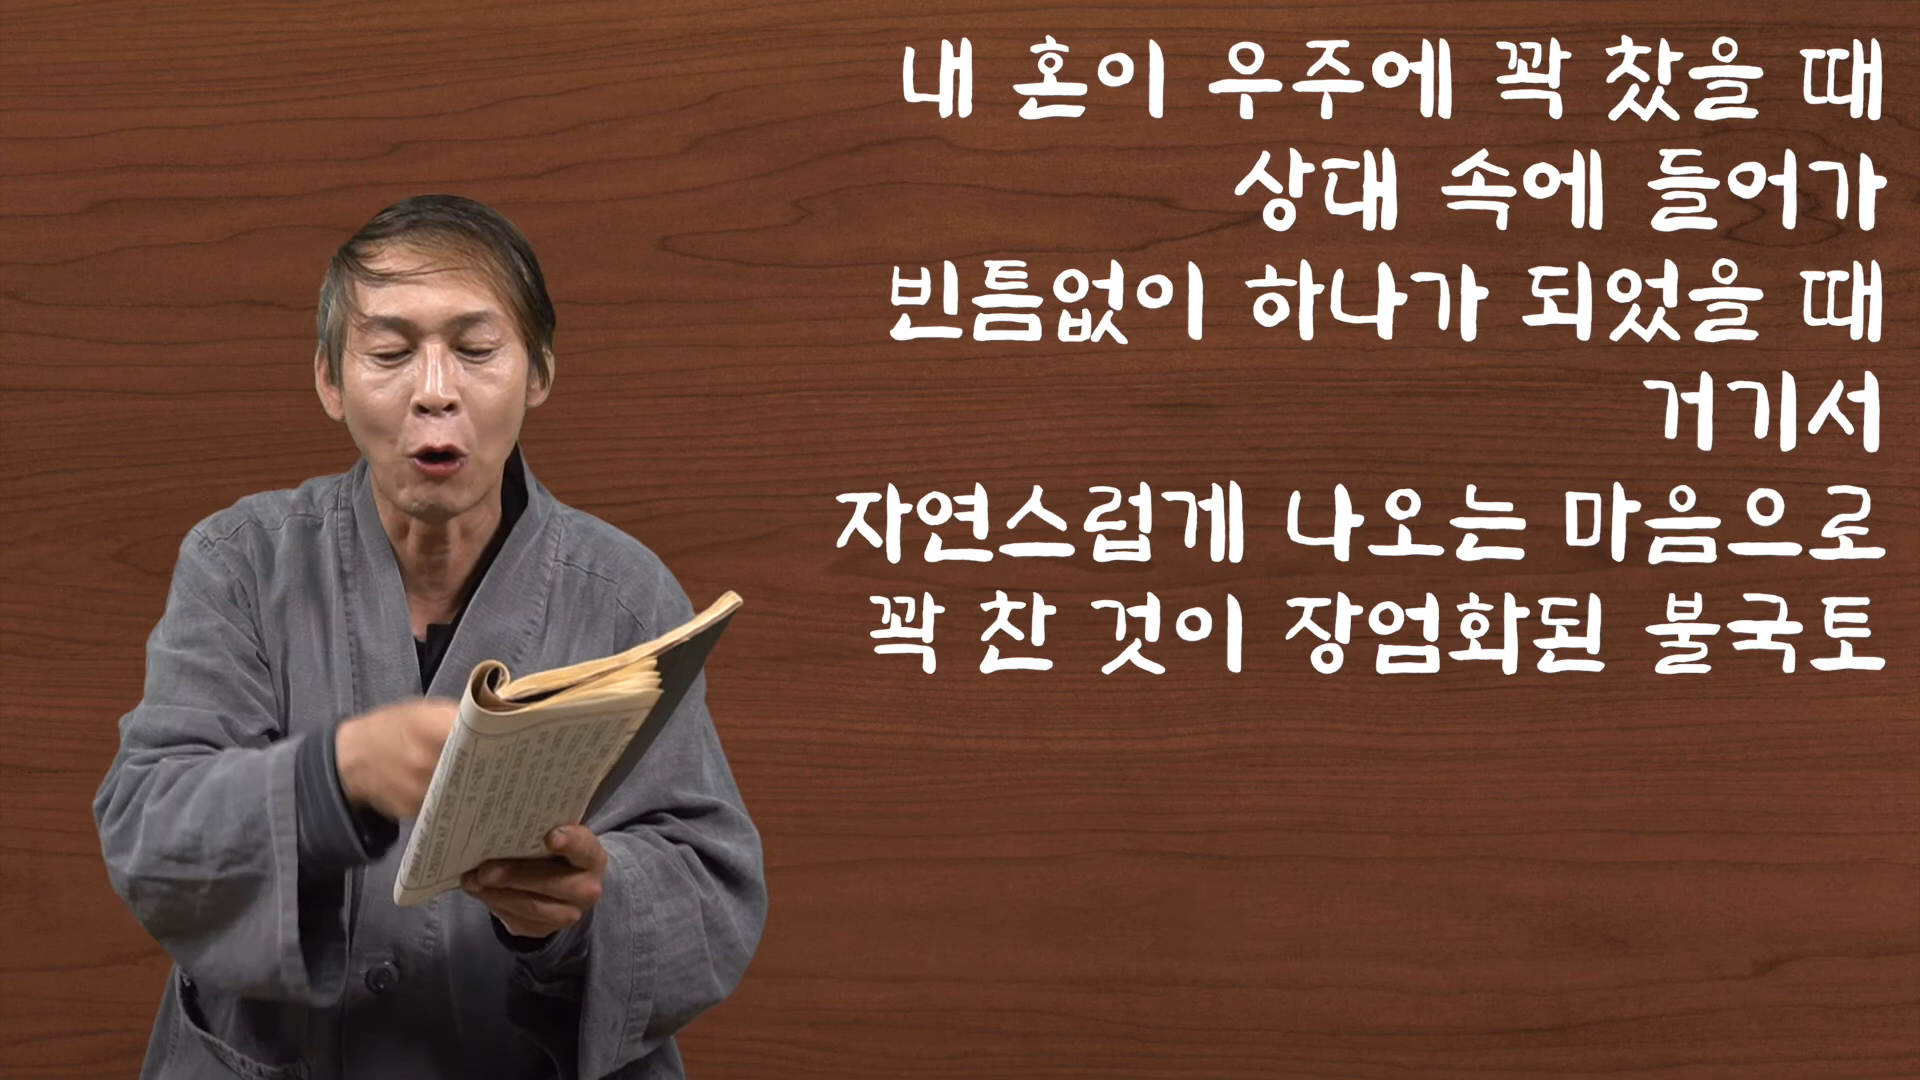 내 혼이 우주에 꽉 찼을 때
상대 속에 들어가
빈틈없이 하나가 되었을 때
거기서
자연스럽게 나오는 마음으로
꽉 찬 것이 장엄화된 불국토